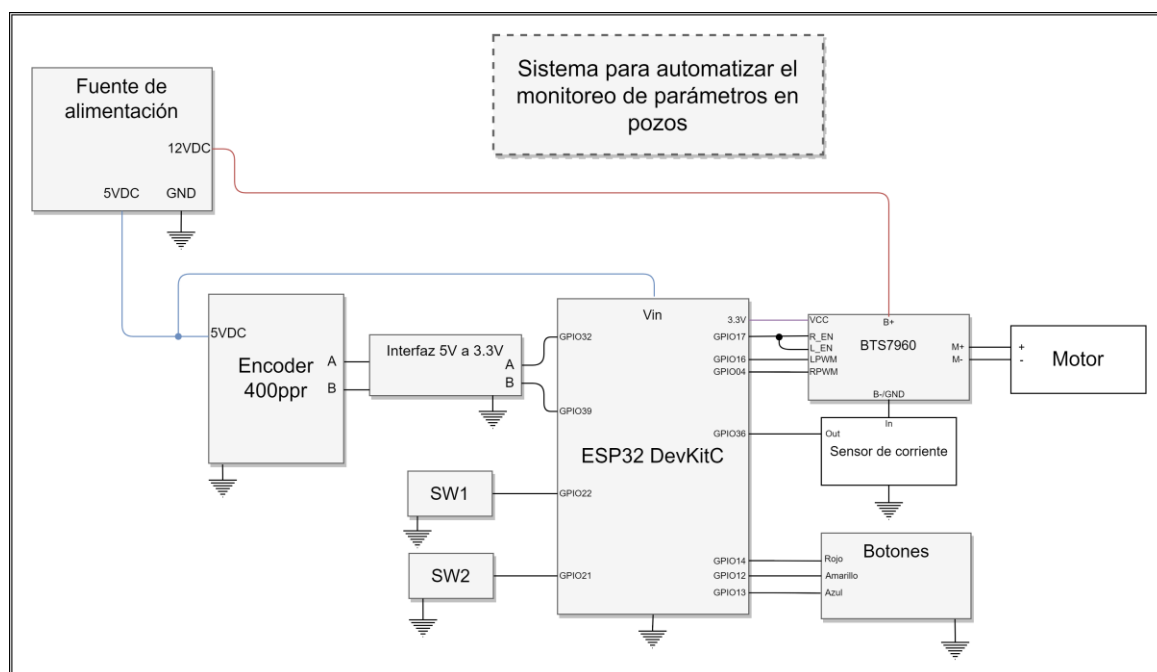 Sistema para automatizar el
monitoreo de parámetros en
pozos
Fuente de
alimentación
12VDC
5VDC
GND
5VDC
Encoder
400ppr
A
B
Interfaz 5V a 3.3V
A
B
Vin
GPIO32
GPIO39
GPIO22
GPIO21
ESP32 DevKitC
3.3V
GPIO17
GPIO16
GPIO04
GPIO36
GPIO14
GPIO12
GPIO13
SW1
SW2
B+
VCC
R_EN
L_EN
LPWM
RPWM
BTS7960
M+
M-
B-/GND
+
-
Motor
In
Out
Sensor de corriente
Botones
Rojo
Amarillo
Azul